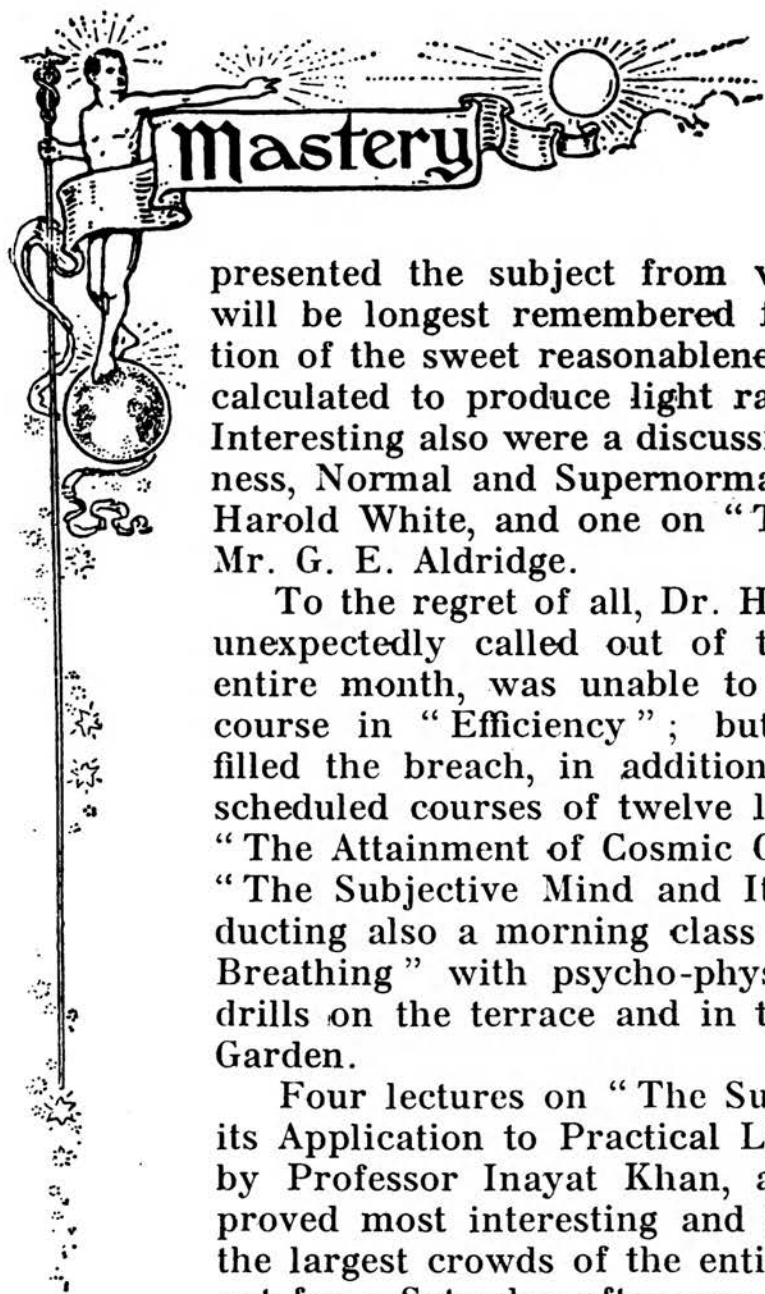 Mastery
presented the subject from
will be longest remembered
tion of the sweet reasonablene
calculated to produce light ra
Interesting also were a discussi
ness, Normal and Supernorma
Harold White, and one on “T
Mr. G. E. Aldridge.
To the regret of all, Dr. H
unexpectedly called out of t
entire month, was unable to
course in “Efficiency”; but
filled the breach, in addition
scheduled courses of twelve l
“The Attainment of Cosmic C
“The Subjective Mind and It
ducting also a morning class
Breathing” with psycho-phys
drills on the terrace and in t
Garden.
Four lectures on “The Su
its Application to Practical L
by Professor Inayat Khan, a
proved most interesting and
the largest crowds of the enti